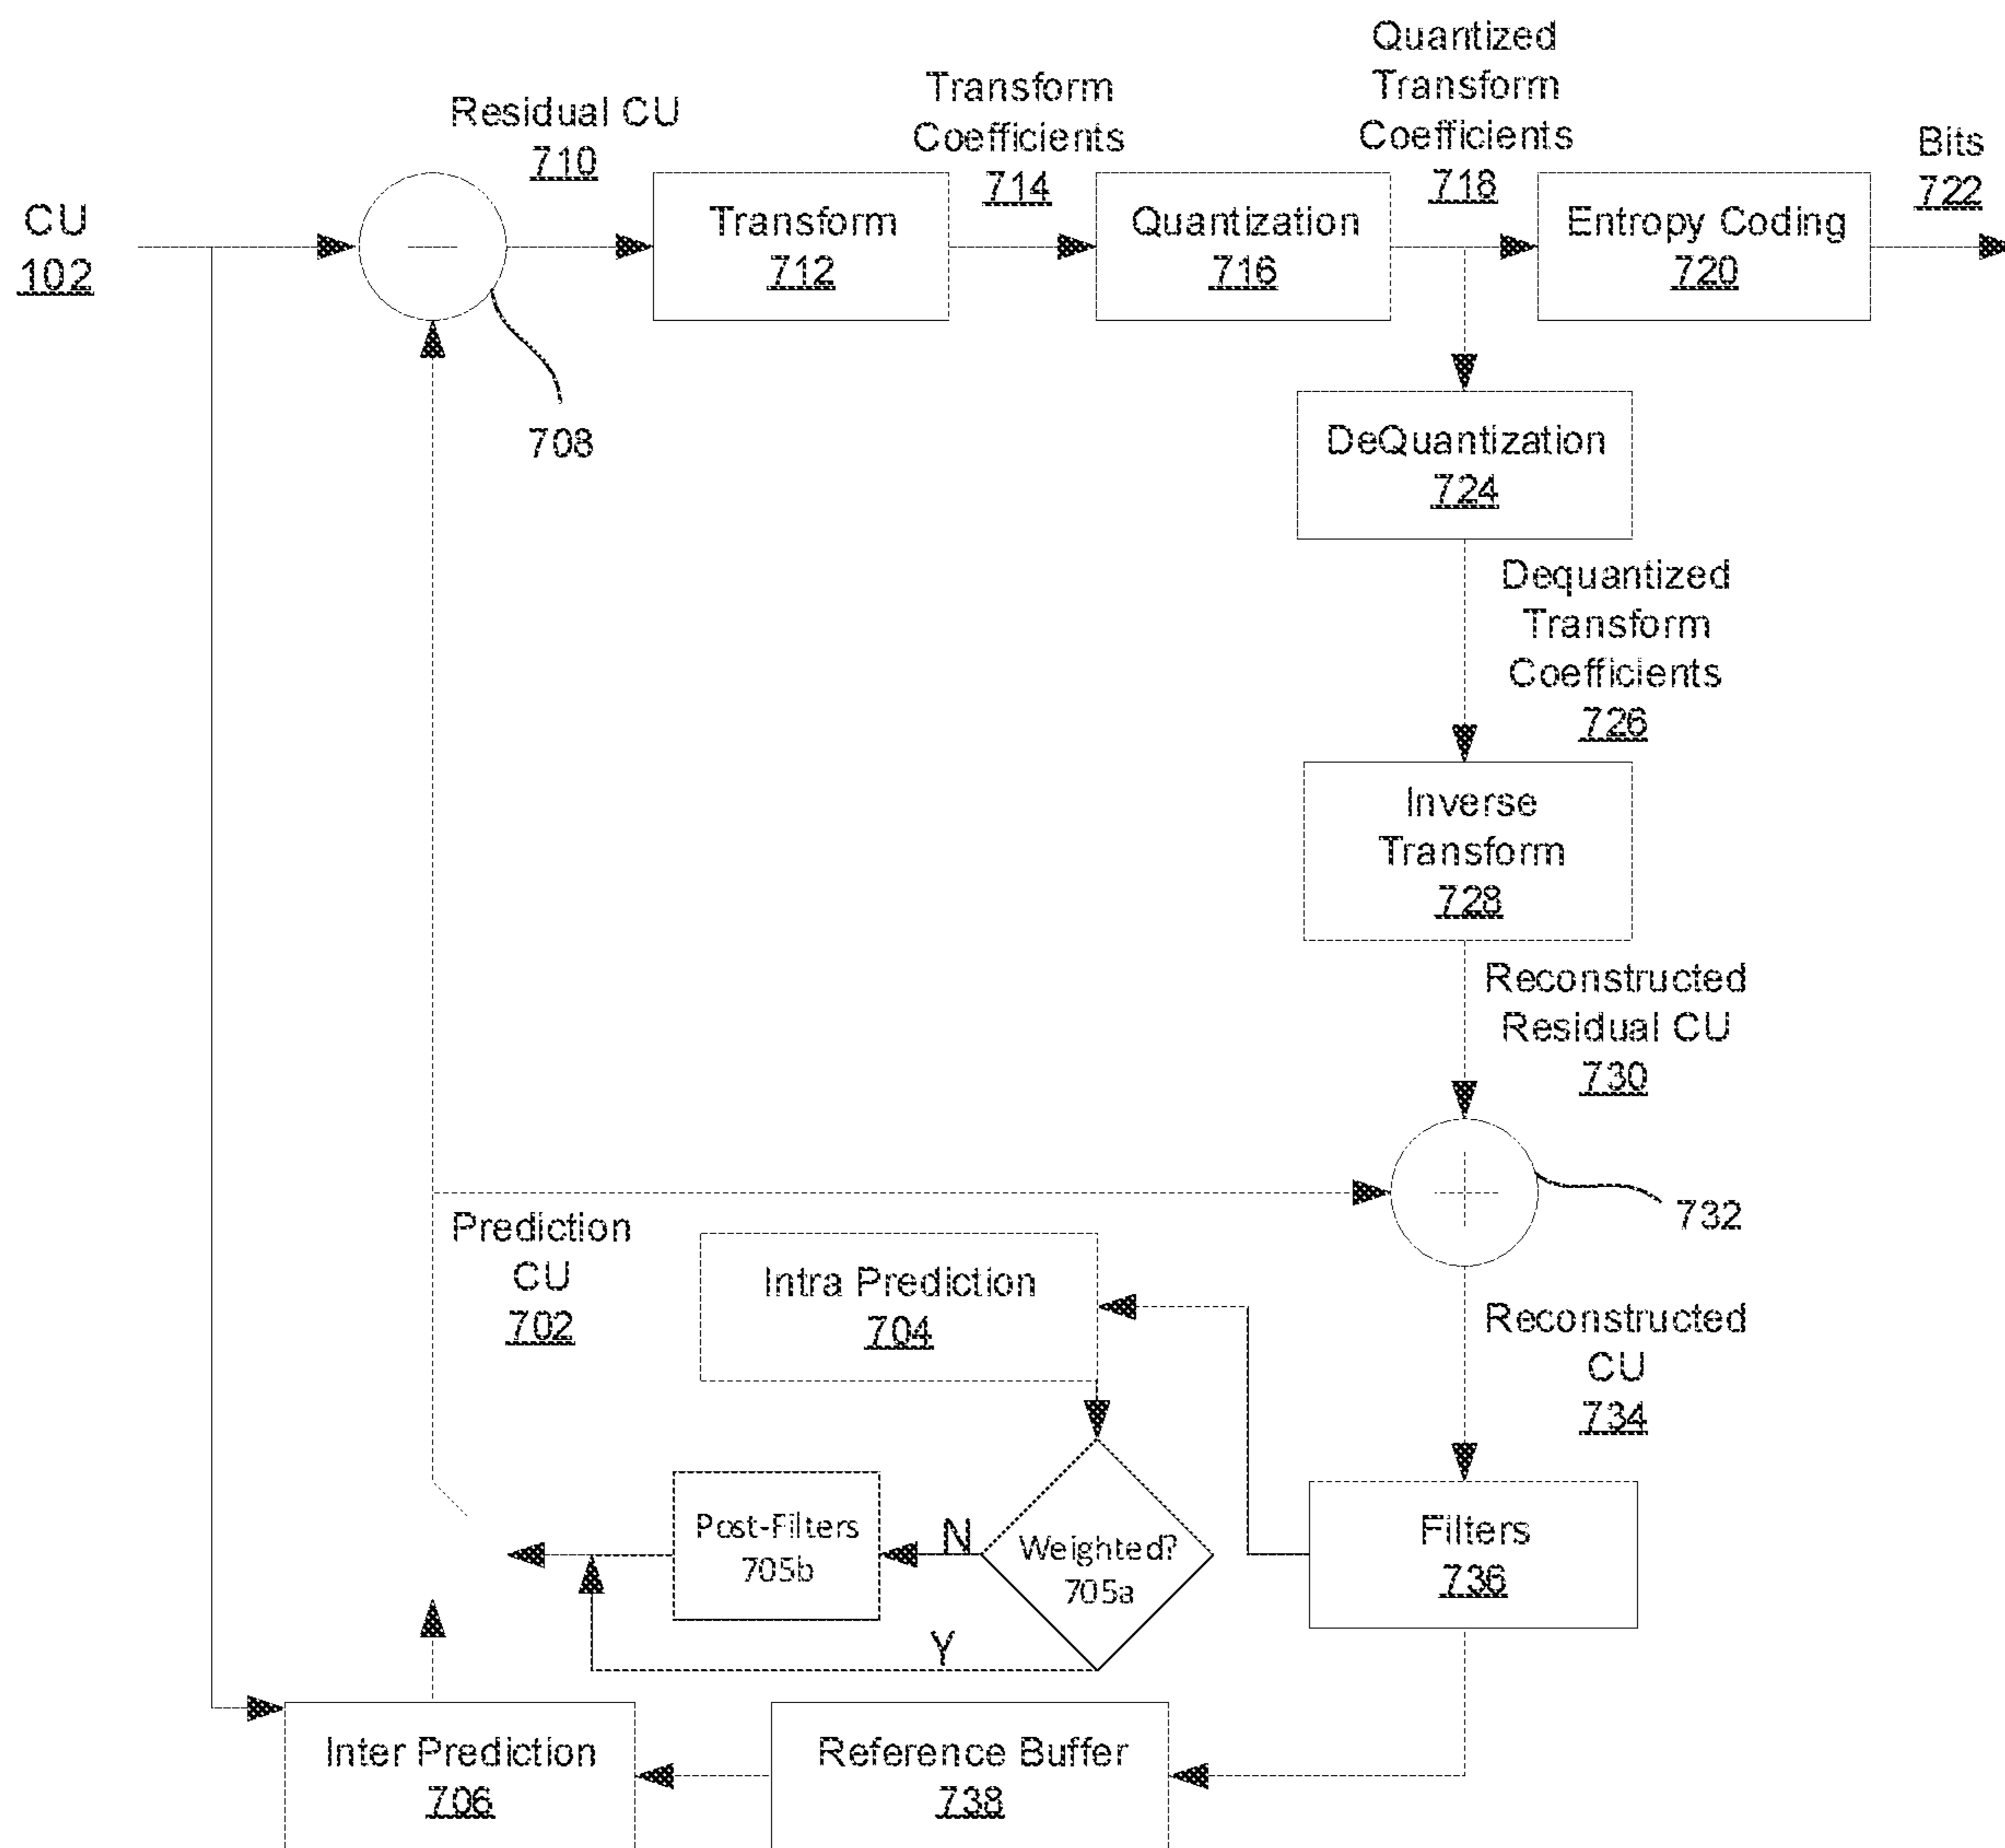 Quantized
Transform
Coefficients
718
Transform
Coefficients
714
Residual CU
710
Bits
722
CU
102
Transform
712
Quantization
716
Entropy Coding
720
708
DeQuantization
724
Dequantized
Transform
Coefficients
726
Inverse
Transform
728
Reconstructed
Residual CU
730
732
Prediction
CU
702
Intra Prediction
704
Reconstructed
CU
734
Post-Filters
705b
N
Weighted?
705a
Y
Filters
736
Inter Prediction
706
Reference Buffer
738